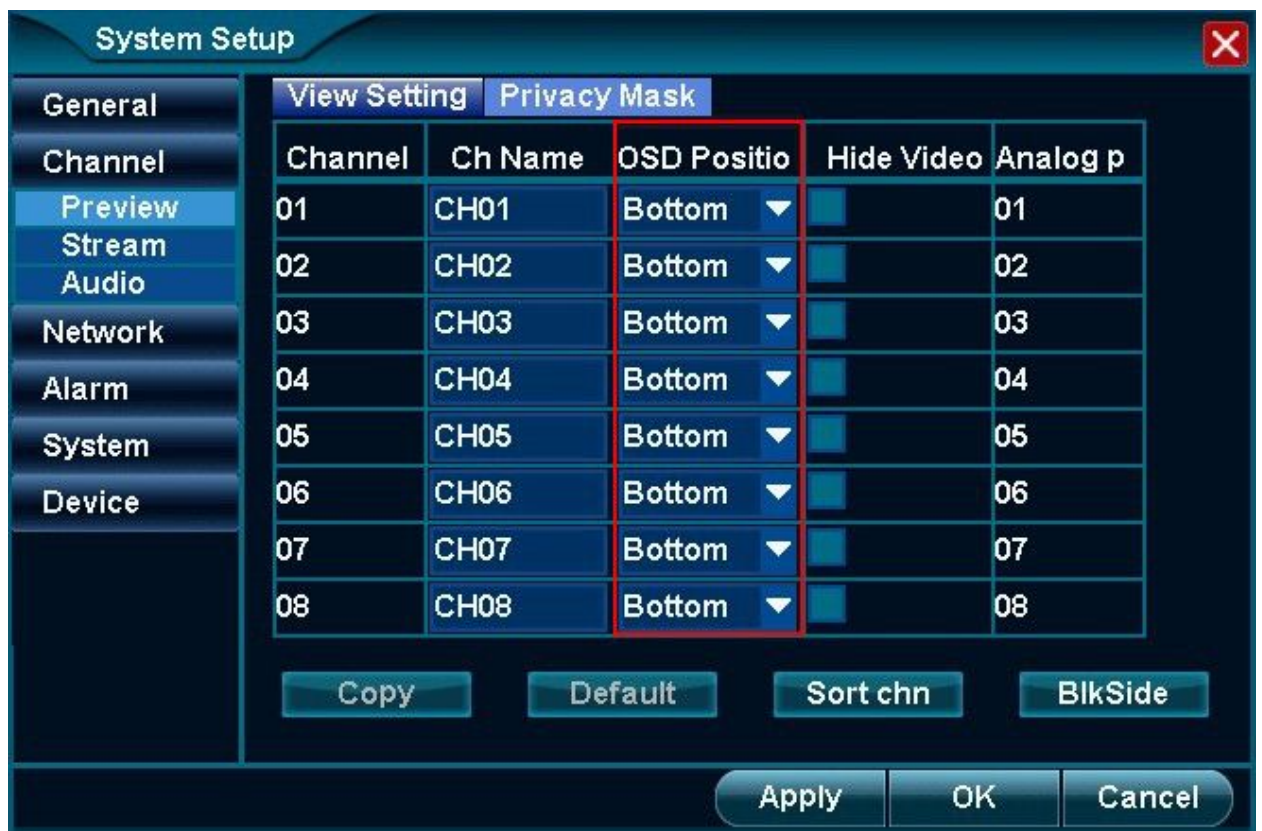 System Setup
General
Channel
Preview
Stream
Audio
Network
Alarm
System
Device
View Setting Privacy Mask
Channel Ch Name OSD Positio Hide Video Analog p
01 CH01 Bottom 01
02 CH02 Bottom 02
03 CH03 Bottom 03
04 CH04 Bottom 04
05 CH05 Bottom 05
06 CH06 Bottom 06
07 CH07 Bottom 07
08 CH08 Bottom 08
Copy Default Sort chn BlkSide
Apply OK Cancel